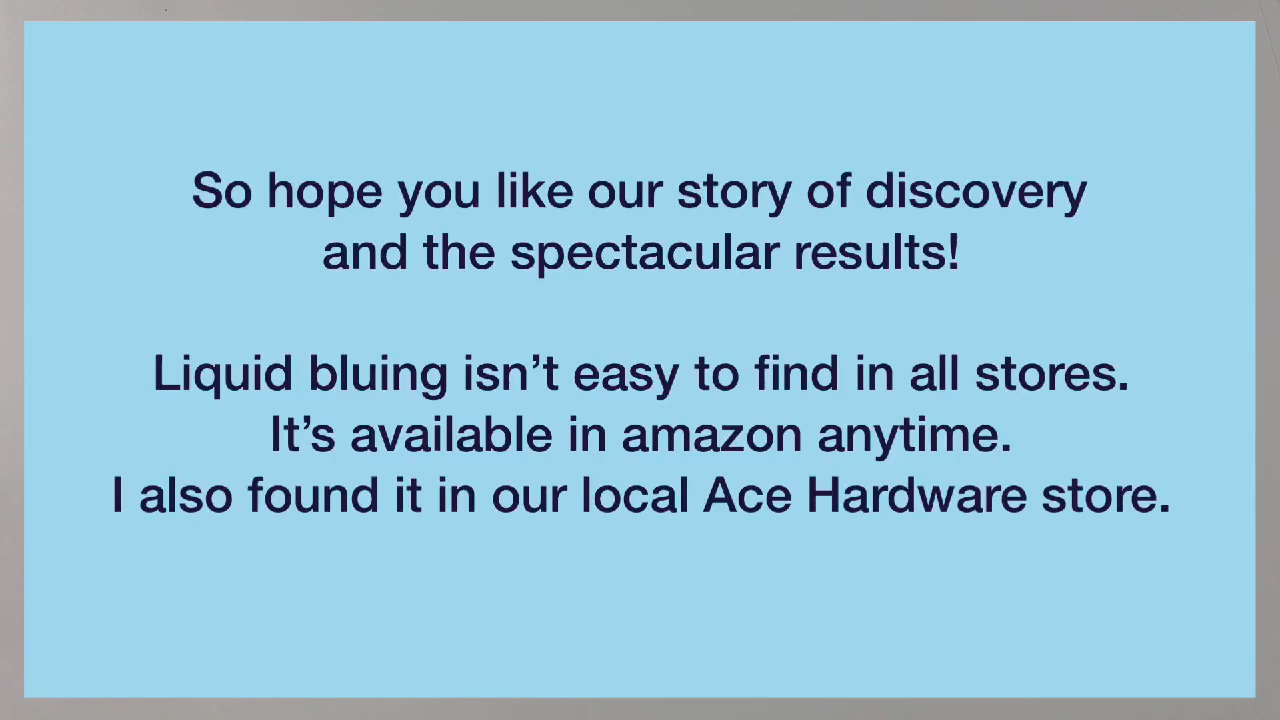 So hope you like our story of discovery
and the spectacular results!
Liquid bluing isn’t easy to find in all stores.
It’s available in amazon anytime.
I also found it in our local Ace Hardware store.